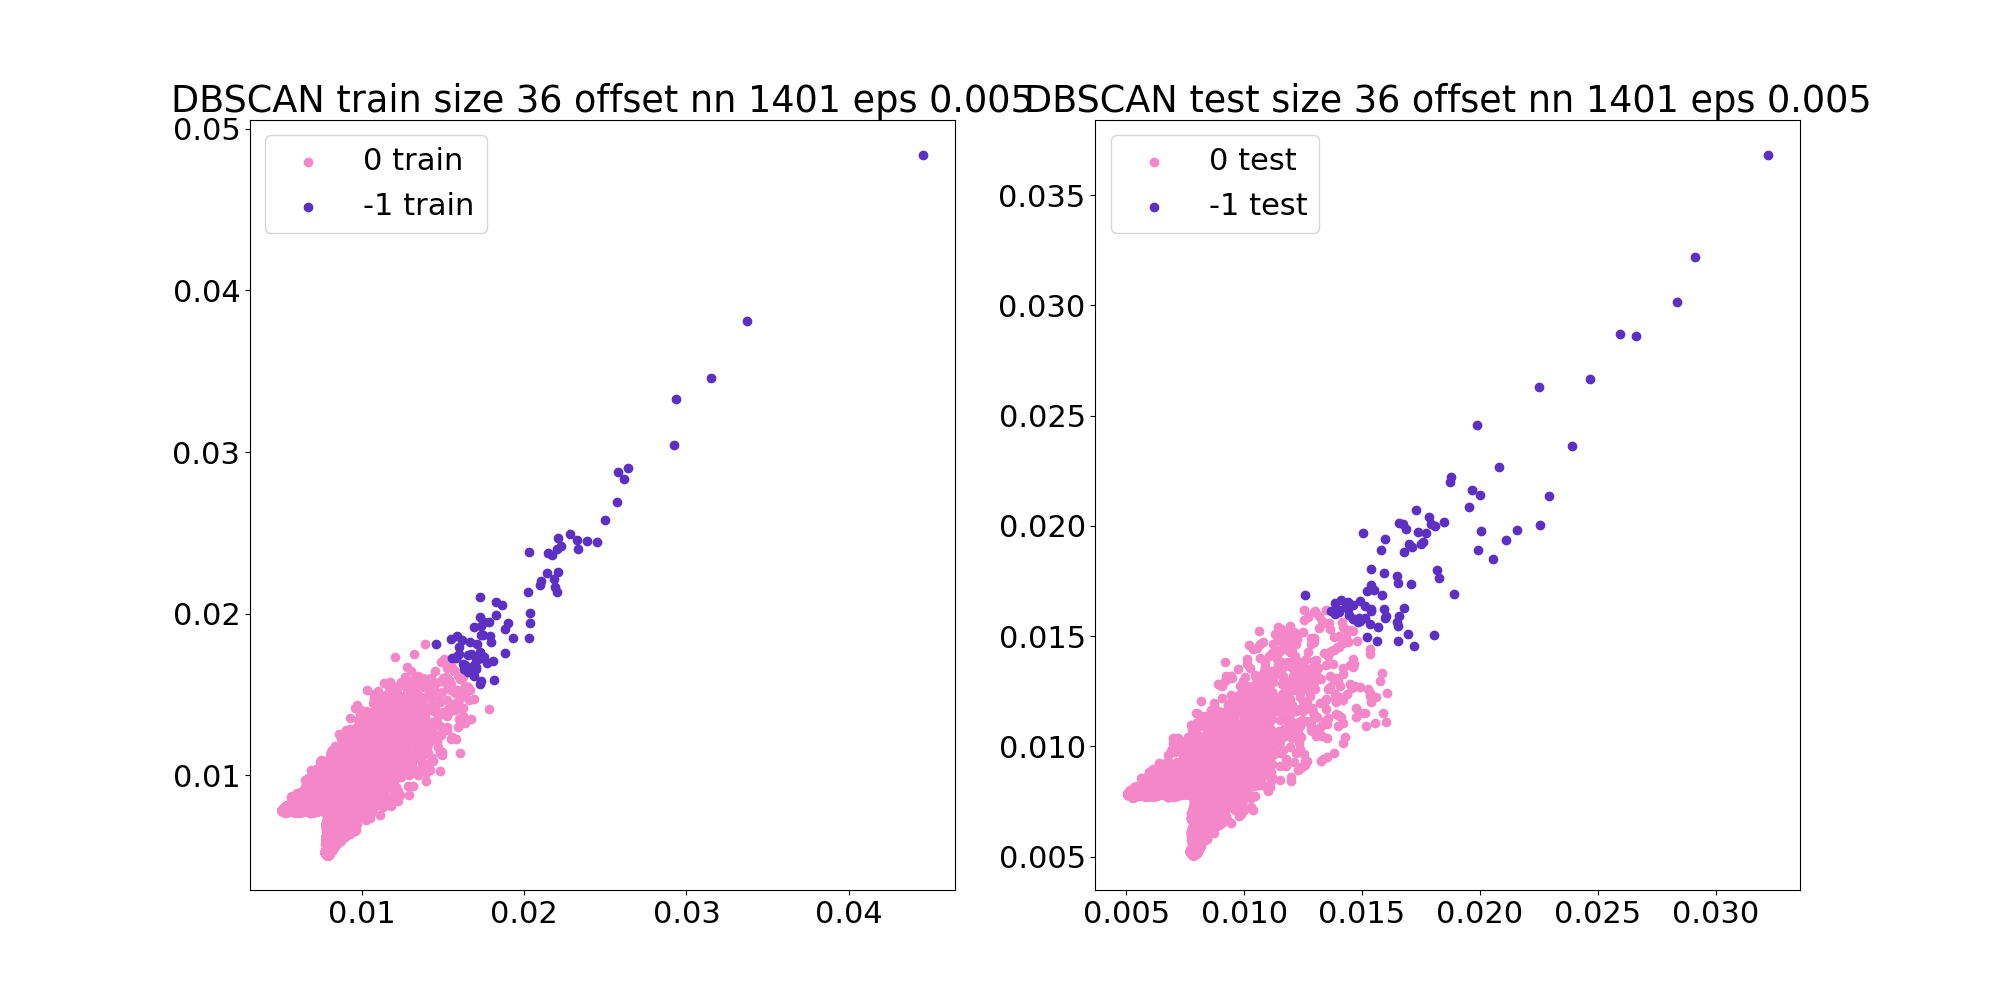 DBSCAN train size 36 offset nn 1401 eps 0.005
0.05
0.04
0.03
0.02
0.01
0 train
-1 train
0.01 0.02 0.03 0.04
DBSCAN test size 36 offset nn 1401 eps 0.005
0.035
0.030
0.025
0.020
0.015
0.010
0.005
0 test
-1 test
0.005 0.010 0.015 0.020 0.025 0.030